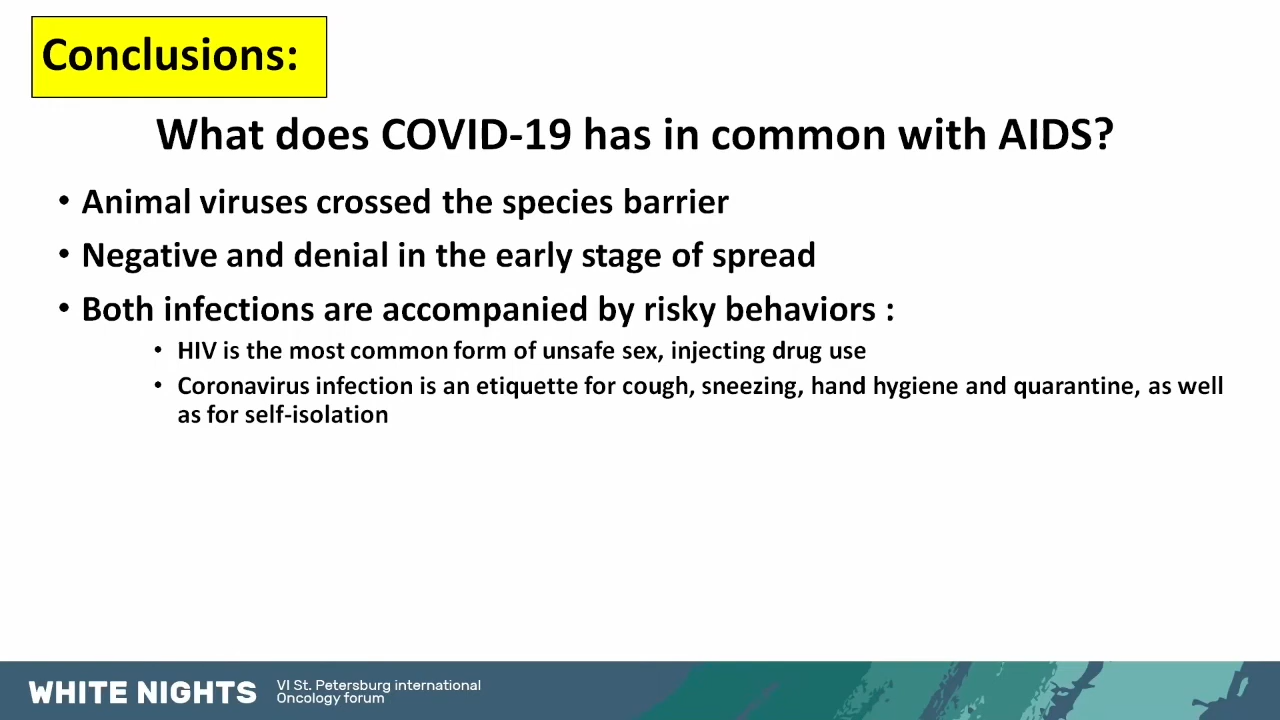 Conclusions:
What does COVID-19 has in common with AIDS?
• Animal viruses crossed the species barrier
• Negative and denial in the early stage of spread
• Both infections are accompanied by risky behaviors :
• HIV is the most common form of unsafe sex, injecting drug use
• Coronavirus infection is an etiquette for cough, sneezing, hand hygiene and quarantine, as well
as for self-isolation
WHITE NIGHTS
VI St. Petersburg international
Oncology forum